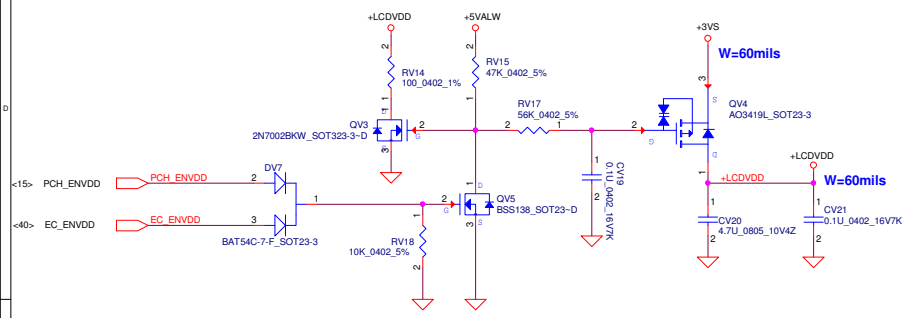 +LCDVDD
+5VALW
+3VS
W=60mils
2
2
RV14
100_0402_1%
RV15
47K_0402_5%
1
1
3
S
RV17
56K_0402_5%
QV4
AO3419L_SOT23-3
D
1
D
QV3
2N7002BKW_SOT323-3~D
2
G
2
1
2
G
3
S
D
1
+LCDVDD
+LCDVDD
W=60mils
DV7
<15>
PCH_ENVDD
PCH_ENVDD
2
1
CV19
0.1U_0402_16V7K
2
1
D
1
2
G
QV5
BSS138_SOT23~D
3
S
1
<40>
EC_ENVDD
EC_ENVDD
3
BAT54C-7-F_SOT23-3
1
RV18
10K_0402_5%
2
1
CV20
4.7U_0805_10V4Z
2
1
CV21
0.1U_0402_16V7K
2